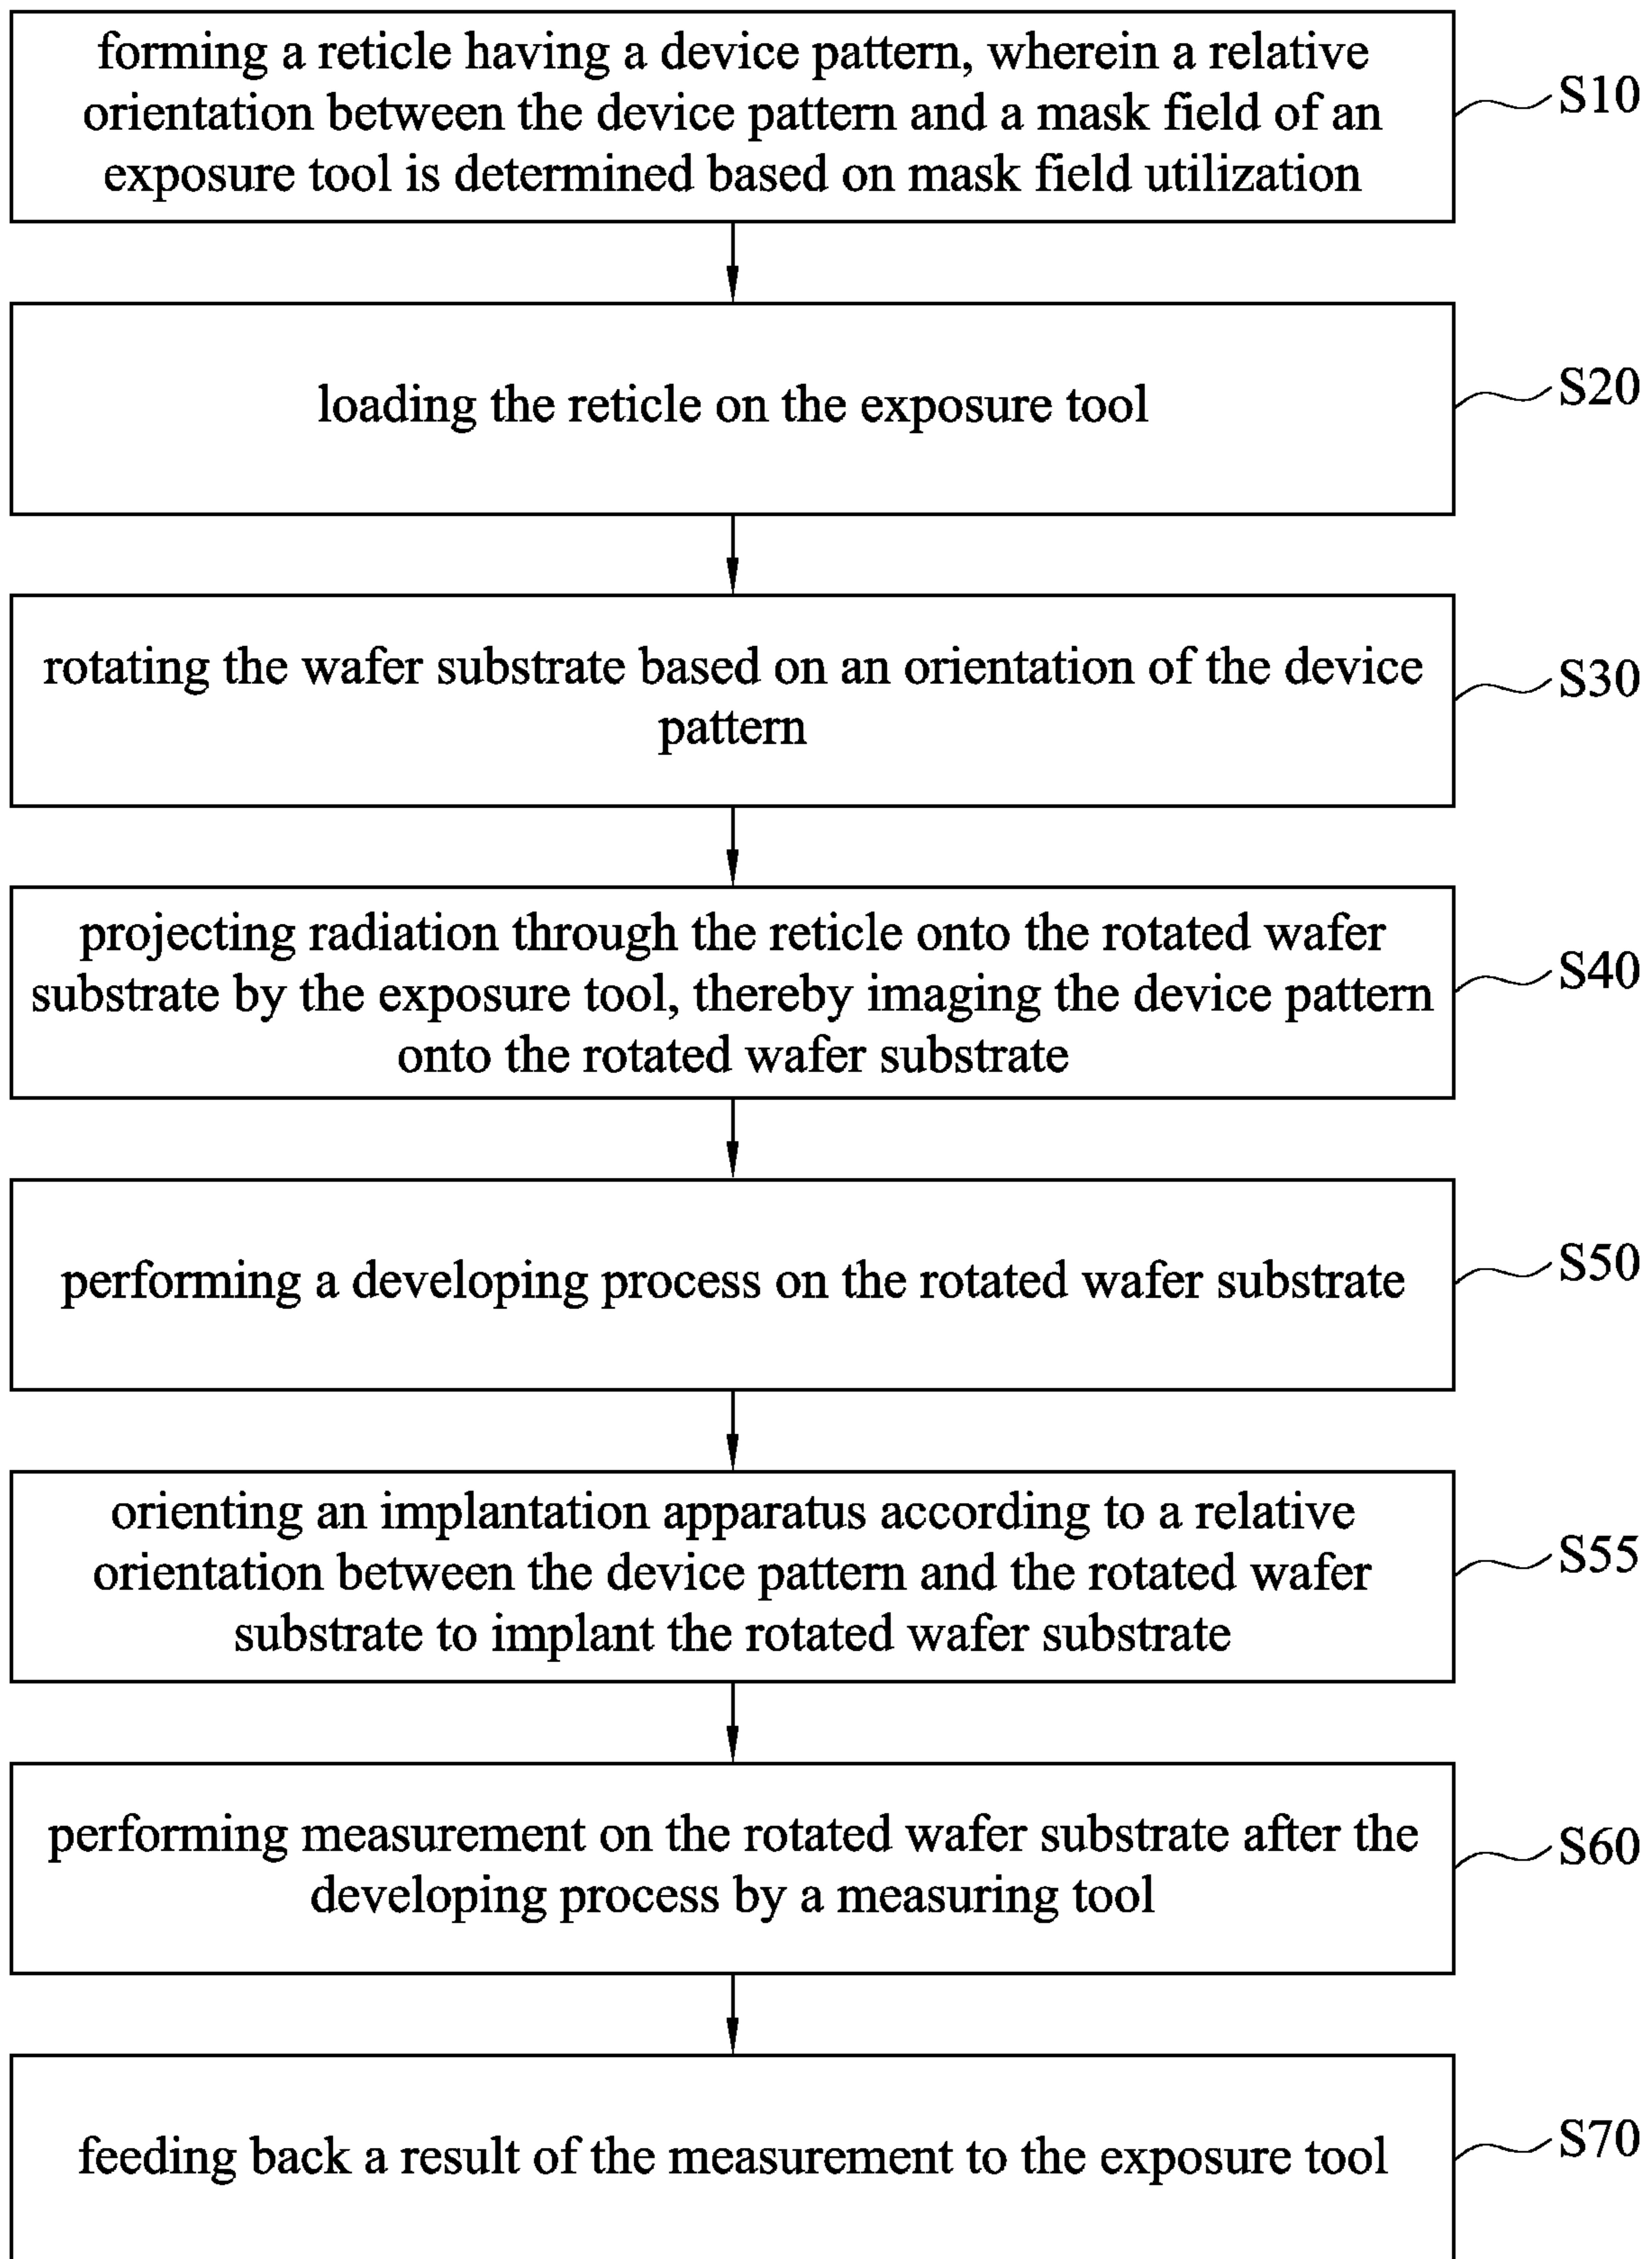 forming a reticle having a device pattern, wherein a relative
orientation between the device pattern and a mask field of an
exposure tool is determined based on mask field utilization
S10
loading the reticle on the exposure tool
S20
rotating the wafer substrate based on an orientation of the device
pattern
S30
projecting radiation through the reticle onto the rotated wafer
substrate by the exposure tool, thereby imaging the device pattern
onto the rotated wafer substrate
S40
performing a developing process on the rotated wafer substrate
S50
orienting an implantation apparatus according to a relative
orientation between the device pattern and the rotated wafer
substrate to implant the rotated wafer substrate
S55
performing measurement on the rotated wafer substrate after the
developing process by a measuring tool
S60
feeding back a result of the measurement to the exposure tool
S70